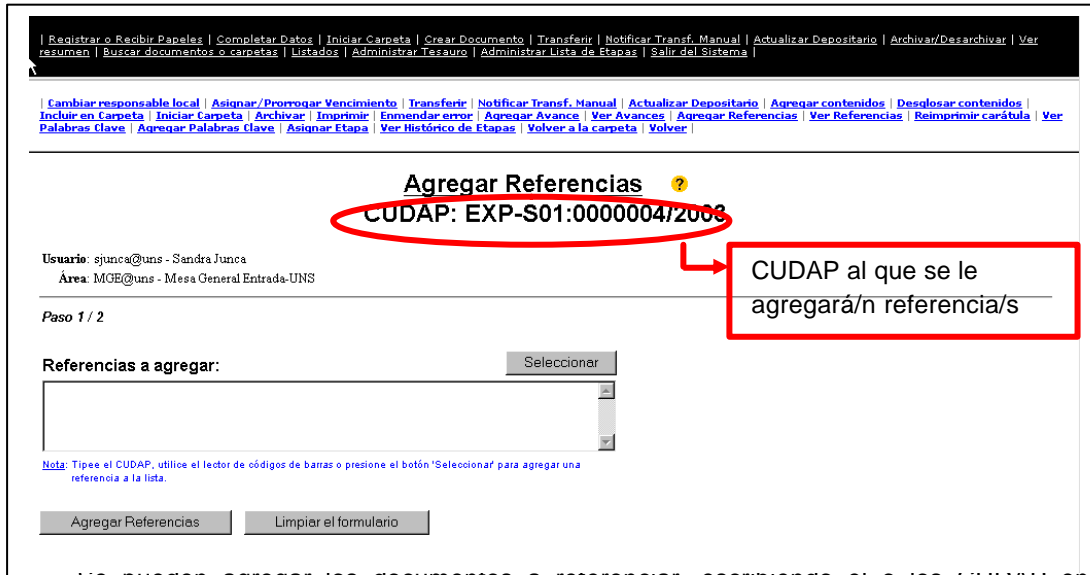 | Registrar o Recibir Papeles | Completar Datos | Iniciar Carpeta | Crear Documento | Transferir | Notificar Transf. Manual | Actualizar Depositario | Archivar/Desarchivar | Ver
resumen | Buscar documentos o carpetas | Listados | Administrar Tesauro | Administrar Lista de Etapas | Salir del Sistema |
| Cambiar responsable local | Asignar/Prorrogar Vencimiento | Transferir | Notificar Transf. Manual | Actualizar Depositario | Agregar contenidos | Desglosar contenidos |
Incluir en Carpeta | Iniciar Carpeta | Archivar | Imprimir | Enmendar error | Agregar Avance | Ver Avances | Agregar Referencias | Ver Referencias | Reimprimir carátula | Ver
Palabras Clave | Agregar Palabras Clave | Asignar Etapa | Ver Histórico de Etapas | Volver a la carpeta | Volver |
Agregar Referencias ?
CUDAP: EXP-S01:0000004/2003
Usuario: sjunca@uns - Sandra Junca
Área: MGE@uns - Mesa General Entrada-UNS
CUDAP al que se le
agregará/n referencia/s
Paso 1 / 2
Referencias a agregar:
Seleccionar
Nota: Tipee el CUDAP, utilice el lector de códigos de barras o presione el botón 'Seleccionar' para agregar una
referencia a la lista.
Agregar Referencias
Limpiar el formulario